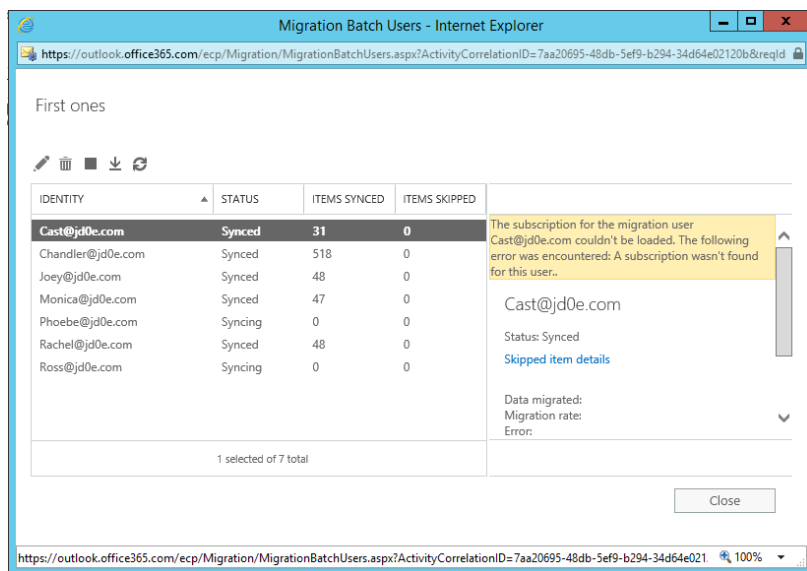 Migration Batch Users - Internet Explorer
https://outlook.office365.com/ecp/Migration/MigrationBatchUsers.aspx?ActivityCorrelationID=7aa20695-48db-5ef9-b294-34d64e02120b&reqId
First ones
IDENTITY STATUS ITEMS SYNCED ITEMS SKIPPED
Cast@jd0e.com Synced 31 0
Chandler@jd0e.com Synced 518 0
Joey@jd0e.com Synced 48 0
Monica@jd0e.com Synced 47 0
Phoebe@jd0e.com Syncing 0 0
Rachel@jd0e.com Synced 48 0
Ross@jd0e.com Syncing 0 0
1 selected of 7 total
The subscription for the migration user
Cast@jd0e.com couldn't be loaded. The following
error was encountered: A subscription wasn't found
for this user..
Cast@jd0e.com
Status: Synced
Skipped item details
Data migrated:
Migration rate:
Error:
Close
https://outlook.office365.com/ecp/Migration/MigrationBatchUsers.aspx?ActivityCorrelationID=7aa20695-48db-5ef9-b294-34d64e021. 100%